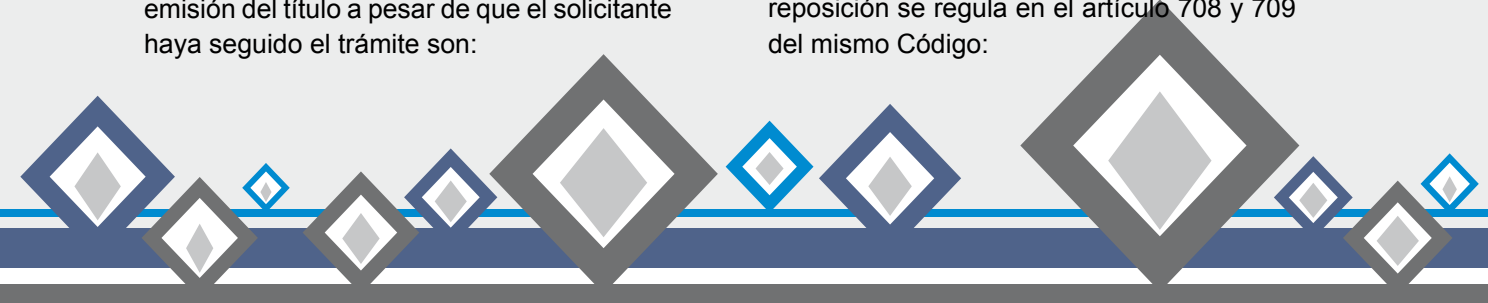 emisión del título a pesar de que el solicitante
haya seguido el trámite son:
reposición se regula en el artículo 708 y 709
del mismo Código: